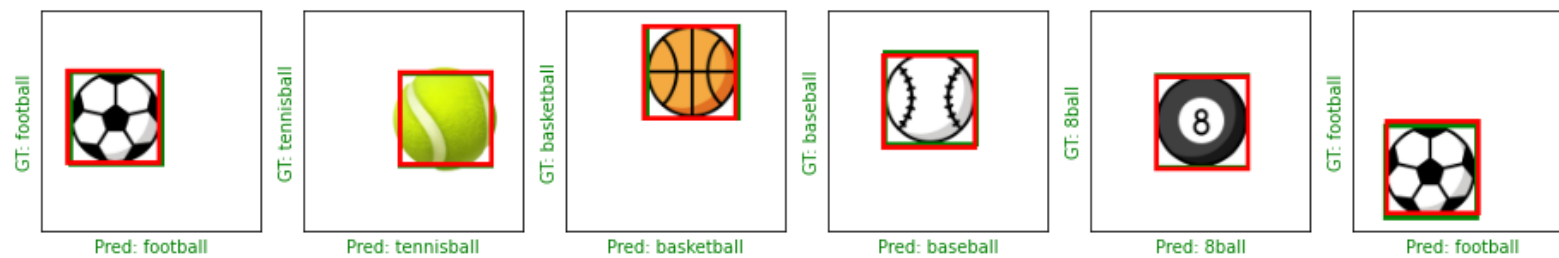 GT: football
Pred: football
GT: tennisball
Pred: tennisball
GT: basketball
Pred: basketball
GT: baseball
Pred: baseball
GT: 8ball
8
Pred: 8ball
GT: football
Pred: football